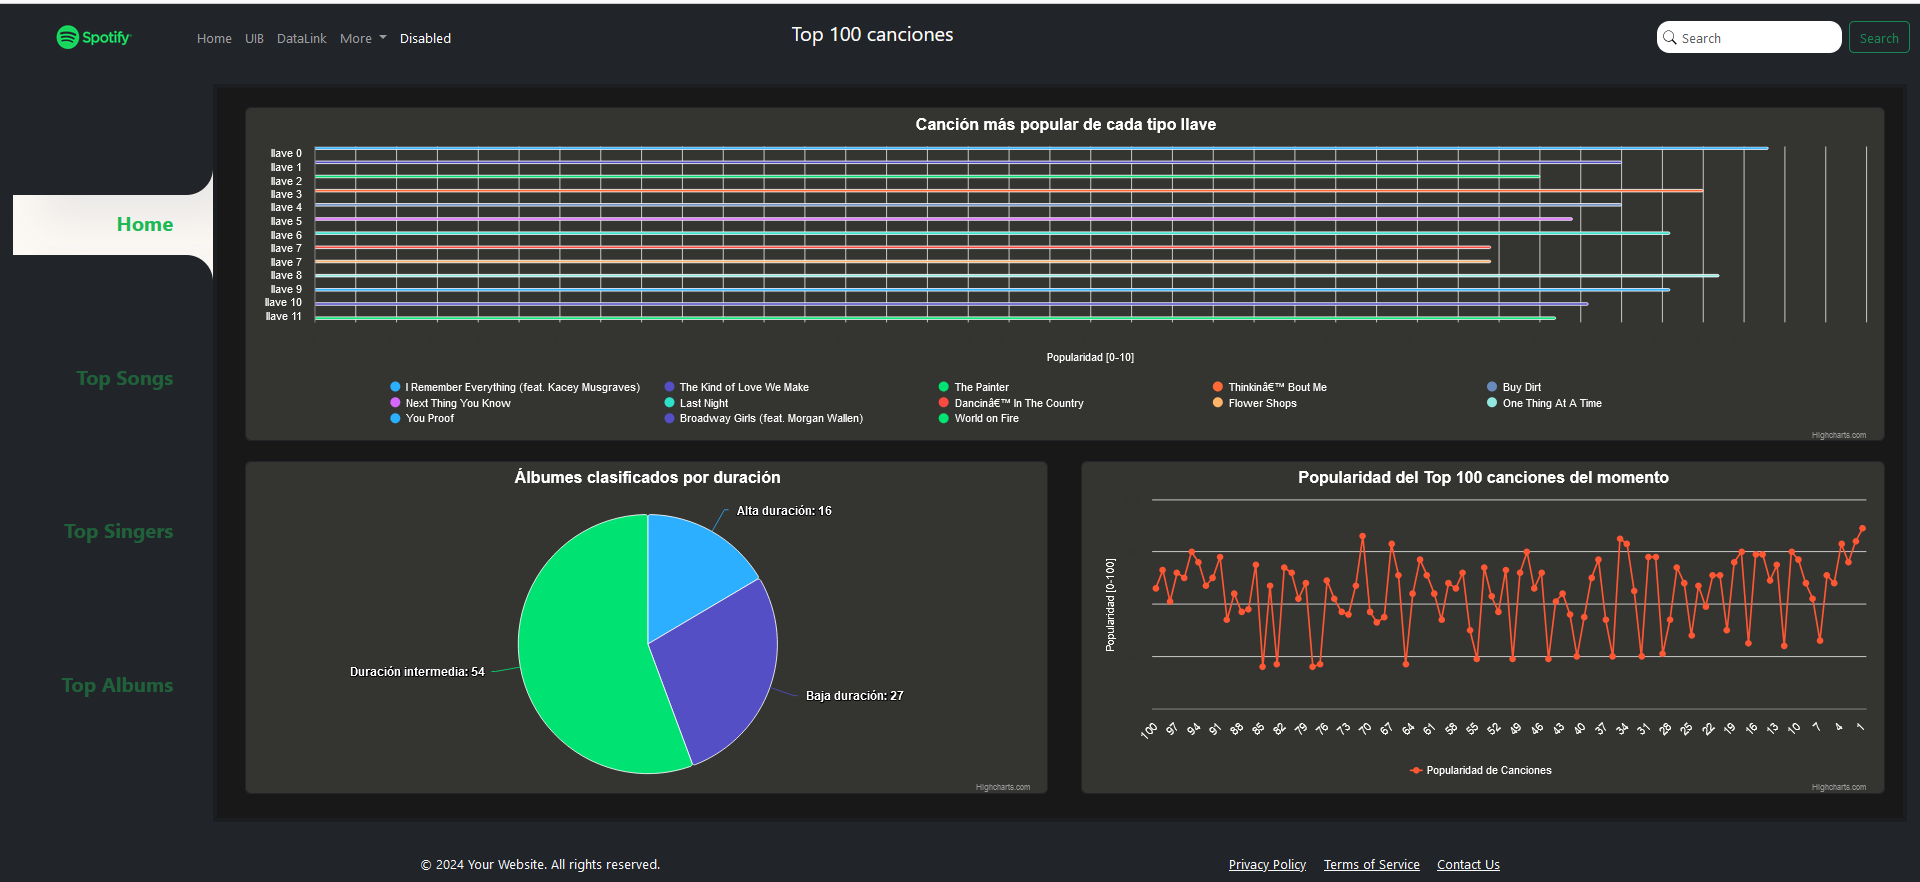 Spotify
Home UIB DataLink More Disabled
Top 100 canciones
Search Search
Home
Top Songs
Top Singers
Top Albums
Canción más popular de cada tipo llave
llave 0
llave 1
llave 2
llave 3
llave 4
llave 5
llave 6
llave 7
llave 7
llave 8
llave 9
llave 10
llave 11
Popularidad [0-10]
I Remember Everything (feat. Kacey Musgraves) The Kind of Love We Make The Painter Thinkinâ€™ Bout Me Buy Dirt
Next Thing You Know Last Night Dancinâ€™ In The Country Flower Shops One Thing At A Time
You Proof Broadway Girls (feat. Morgan Wallen) World on Fire
Highcharts.com
Álbumes clasificados por duración
Alta duración: 16
Duración intermedia: 54
Baja duración: 27
Highcharts.com
Popularidad del Top 100 canciones del momento
Popularidad [0-100]
100 97 94 91 88 85 82 79 76 73 70 67 64 61 58 55 52 49 46 43 40 37 34 31 28 25 22 19 16 13 10 7 4 1
Popularidad de Canciones
Highcharts.com
© 2024 Your Website. All rights reserved.
Privacy Policy Terms of Service Contact Us